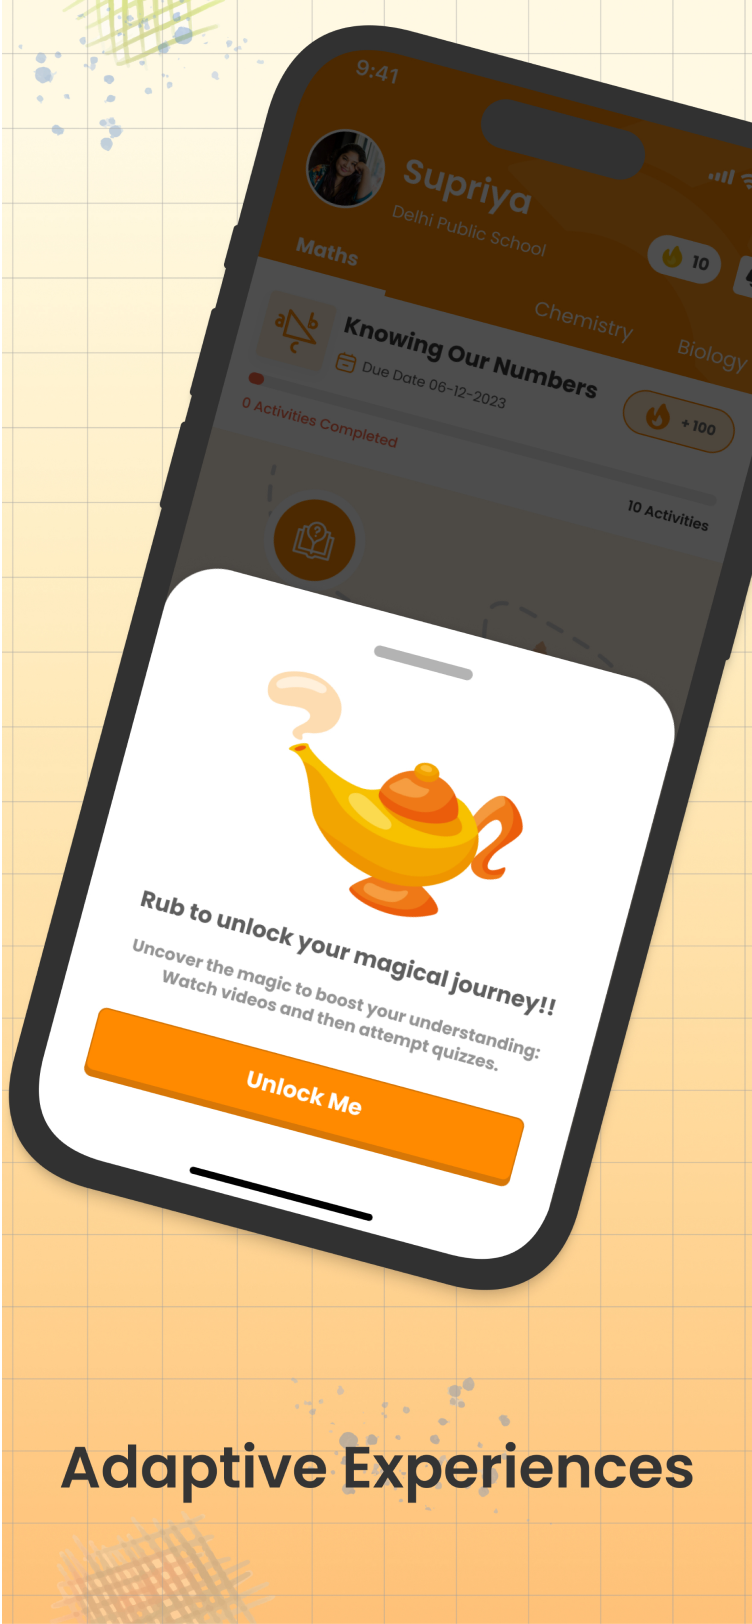 9:41
Supriya
Delhi Public School
10
Maths
Chemistry
Biology
a b
c
Knowing Our Numbers
Due Date 06-12-2023
+ 100
0 Activities Completed
10 Activities
?
Rub to unlock your magical journey!!
Uncover the magic to boost your understanding:
Watch videos and then attempt quizzes.
Unlock Me
Adaptive Experiences